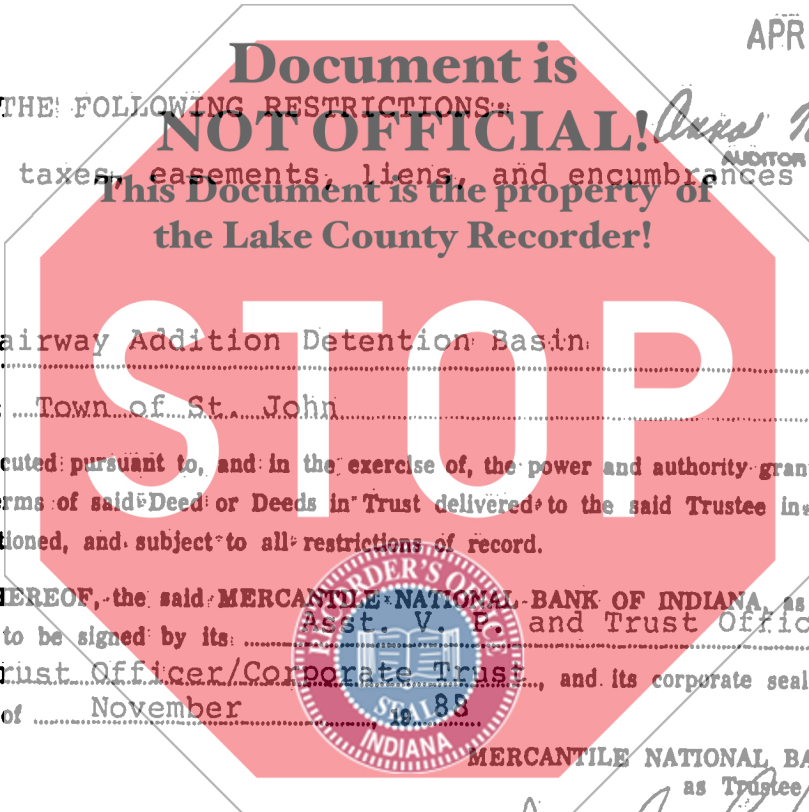 APR
Document is
THE FOLLOWING RESTRICTIONS:
NOT OFFICIAL!
Anna
AUDITOR
taxes, easements, liens, and encumbrances
This Document is the property of
the Lake County Recorder!
STOP
airway Addition Detention Basin
Town of St. John
cuted pursuant to, and in the exercise of, the power and authority gran
rms of said Deed or Deeds in Trust delivered to the said Trustee in
tioned, and subject to all restrictions of record.
HEREOF, the said MERCANTILE NATIONAL BANK OF INDIANA, as
to be signed by its Asst. V. P. and Trust Offic
rust Officer/Corporate Trust, and its corporate seal
of November, 19 88
RECORDER'S OFFICE
SEAL
INDIANA
MERCANTILE NATIONAL BA
as Trustee